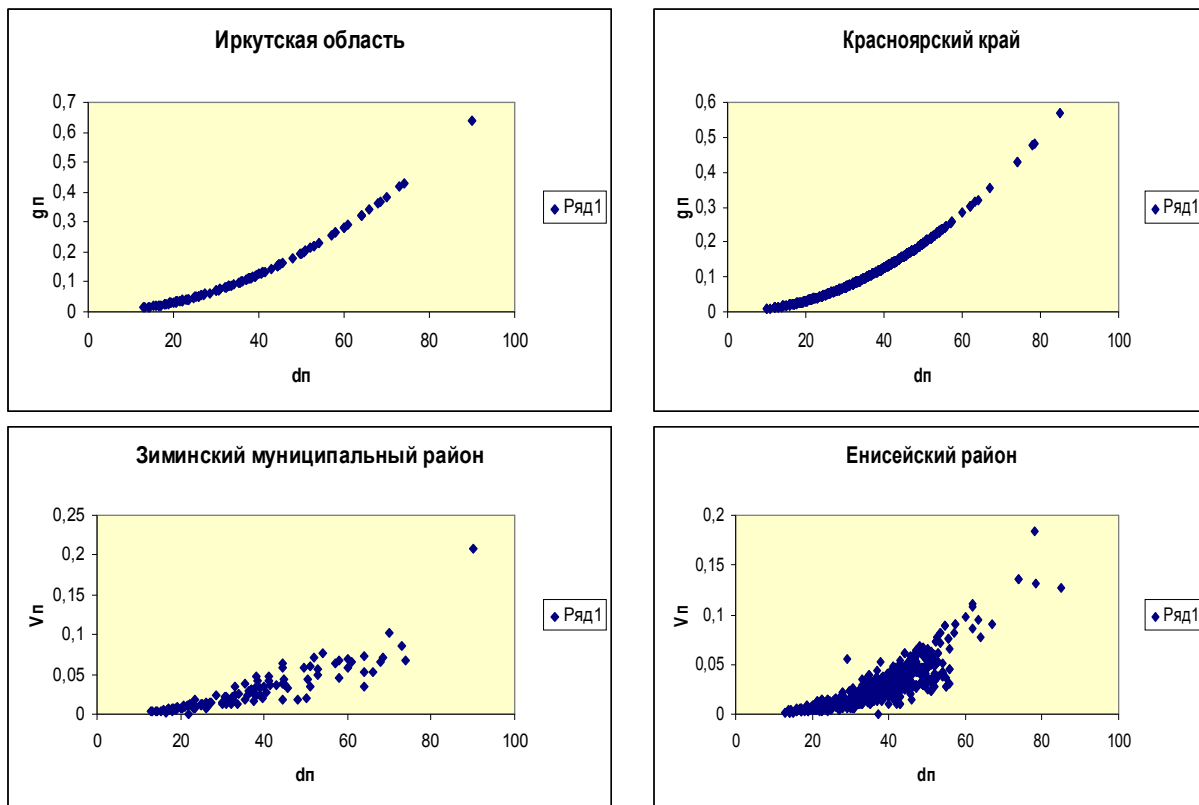 Иркутская область
0,7
0,6
0,5
0,4
0,3
0,2
0,1
0
gп
0 20 40 60 80 100
dп
Ряд1
Красноярский край
0,6
0,5
0,4
0,3
0,2
0,1
0
gп
0 20 40 60 80 100
dп
Ряд1
Зиминский муниципальный район
0,25
0,2
0,15
0,1
0,05
0
Vп
0 20 40 60 80 100
dп
Ряд1
Енисейский район
0,2
0,15
0,1
0,05
0
Vп
0 20 40 60 80 100
dп
Ряд1